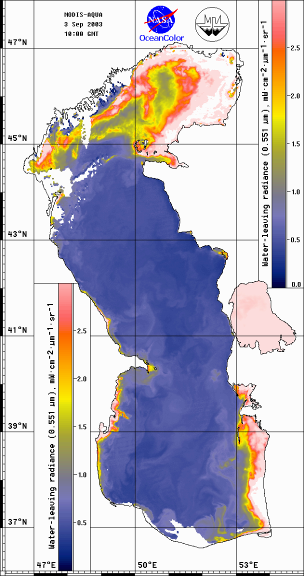 MODIS-AQUA
3 Sep 2003
10:00 GMT
NASA
OceanColor
47°N
45°N
43°N
41°N
39°N
37°N
47°E
50°E
53°E
Water-leaving radiance (0.551 μm), mW·cm⁻²·μm⁻¹·sr⁻¹
2.5
2.0
1.5
1.0
0.5
0.0
Water-leaving radiance (0.551 μm), mW·cm⁻²·μm⁻¹·sr⁻¹
2.5
2.0
1.5
1.0
0.5